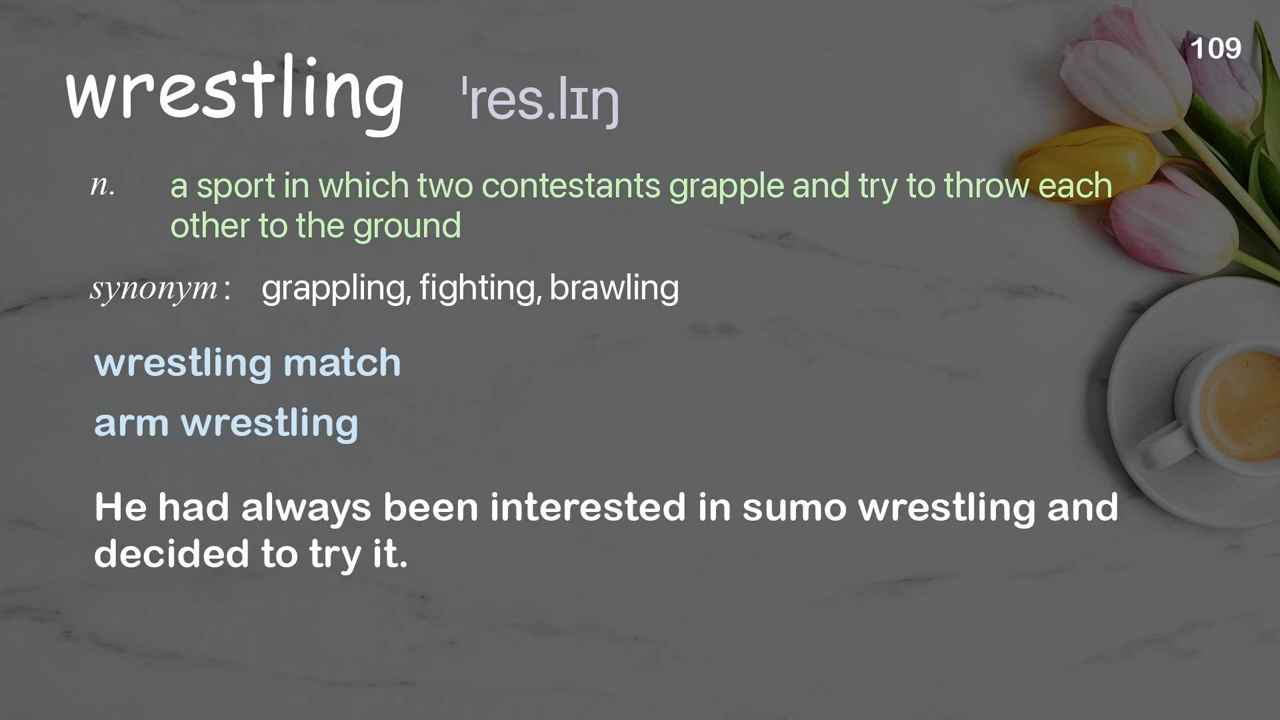 109
wrestling ˈres.lɪŋ
n. a sport in which two contestants grapple and try to throw each
other to the ground
synonym: grappling, fighting, brawling
wrestling match
arm wrestling
He had always been interested in sumo wrestling and
decided to try it.